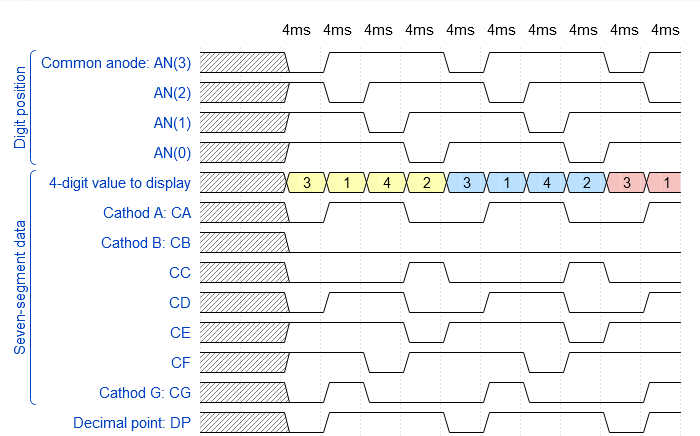 4ms 4ms 4ms 4ms 4ms 4ms 4ms 4ms 4ms 4ms
Digit position
Common anode: AN(3)
AN(2)
AN(1)
AN(0)
Seven-segment data
4-digit value to display 3 1 4 2 3 1 4 2 3 1
Cathod A: CA
Cathod B: CB
CC
CD
CE
CF
Cathod G: CG
Decimal point: DP